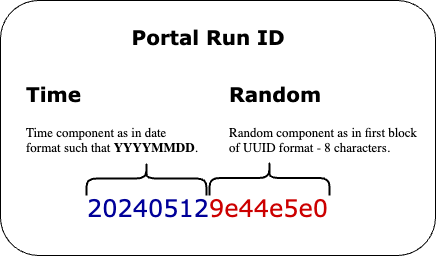 Portal Run ID
Time
Time component as in date
format such that YYYYMMDD.
Random
Random component as in first block
of UUID format - 8 characters.
202405129e44e5e0